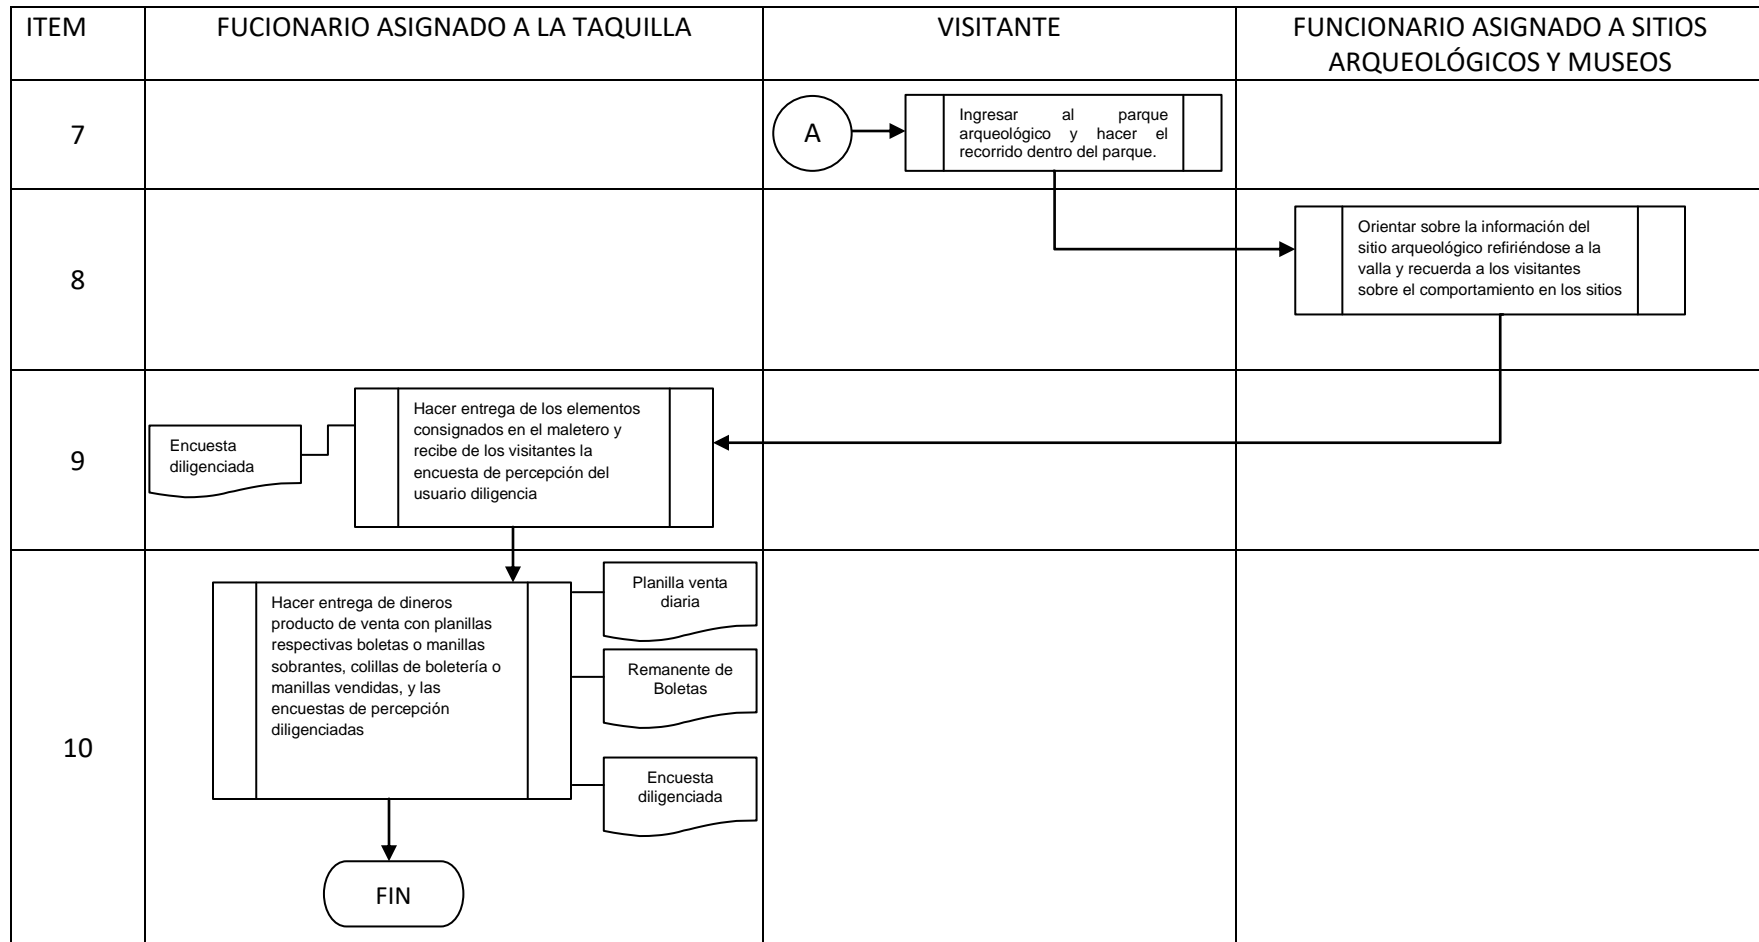 ITEM
FUCIONARIO ASIGNADO A LA TAQUILLA
VISITANTE
FUNCIONARIO ASIGNADO A SITIOS
ARQUEOLÓGICOS Y MUSEOS
7
A
Ingresar al parque
arqueológico y hacer el
recorrido dentro del parque.
8
Orientar sobre la información del
sitio arqueológico refiriéndose a la
valla y recuerda a los visitantes
sobre el comportamiento en los sitios
9
Encuesta
diligenciada
Hacer entrega de los elementos
consignados en el maletero y
recibe de los visitantes la
encuesta de percepción del
usuario diligencia
10
Hacer entrega de dineros
producto de venta con planillas
respectivas boletas o manillas
sobrantes, colillas de boletería o
manillas vendidas, y las
encuestas de percepción
diligenciadas
Planilla venta
diaria
Remanente de
Boletas
Encuesta
diligenciada
FIN